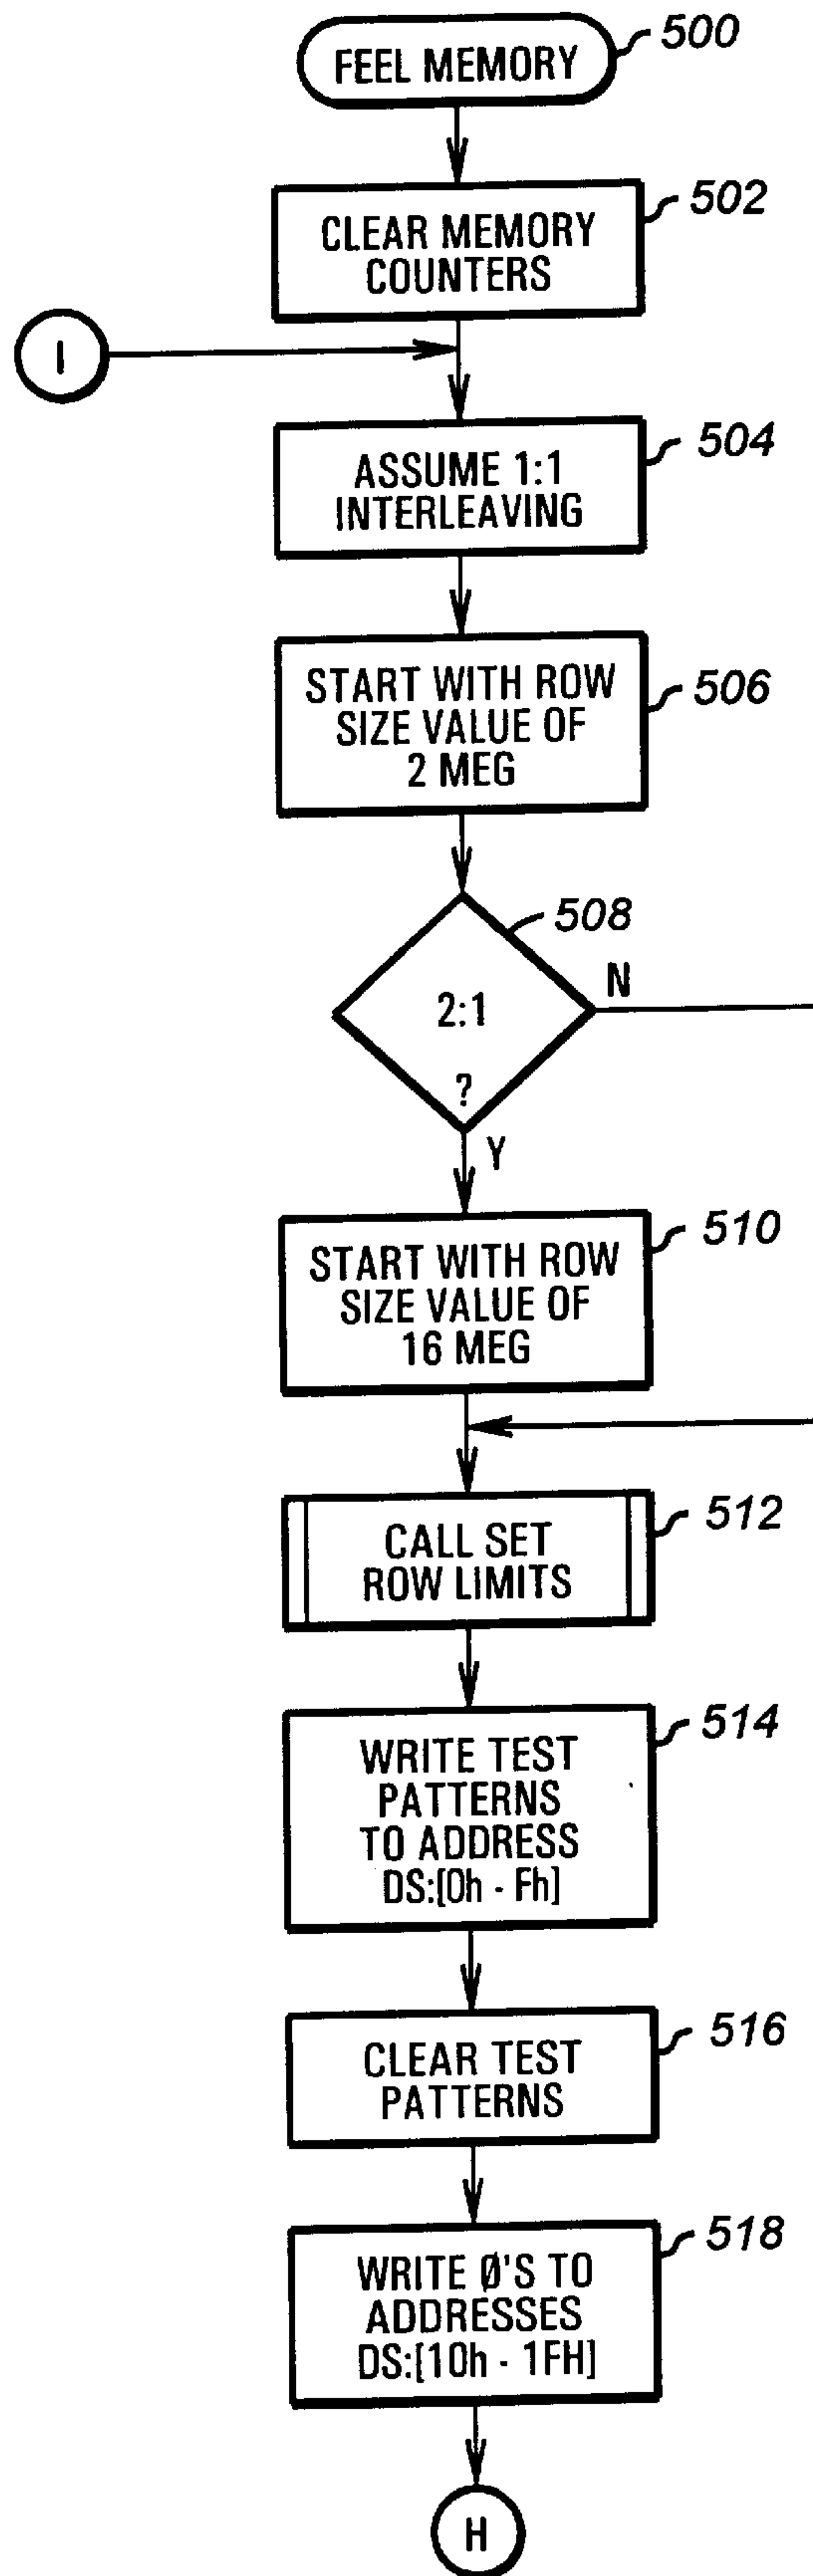 FEEL MEMORY
500
CLEAR MEMORY
COUNTERS
502
I
ASSUME 1:1
INTERLEAVING
504
START WITH ROW
SIZE VALUE OF
2 MEG
506
508
2:1
?
N
Y
START WITH ROW
SIZE VALUE OF
16 MEG
510
CALL SET
ROW LIMITS
512
WRITE TEST
PATTERNS
TO ADDRESS
DS:[0h - Fh]
514
CLEAR TEST
PATTERNS
516
WRITE Ø'S TO
ADDRESSES
DS:[10h - 1FH]
518
H